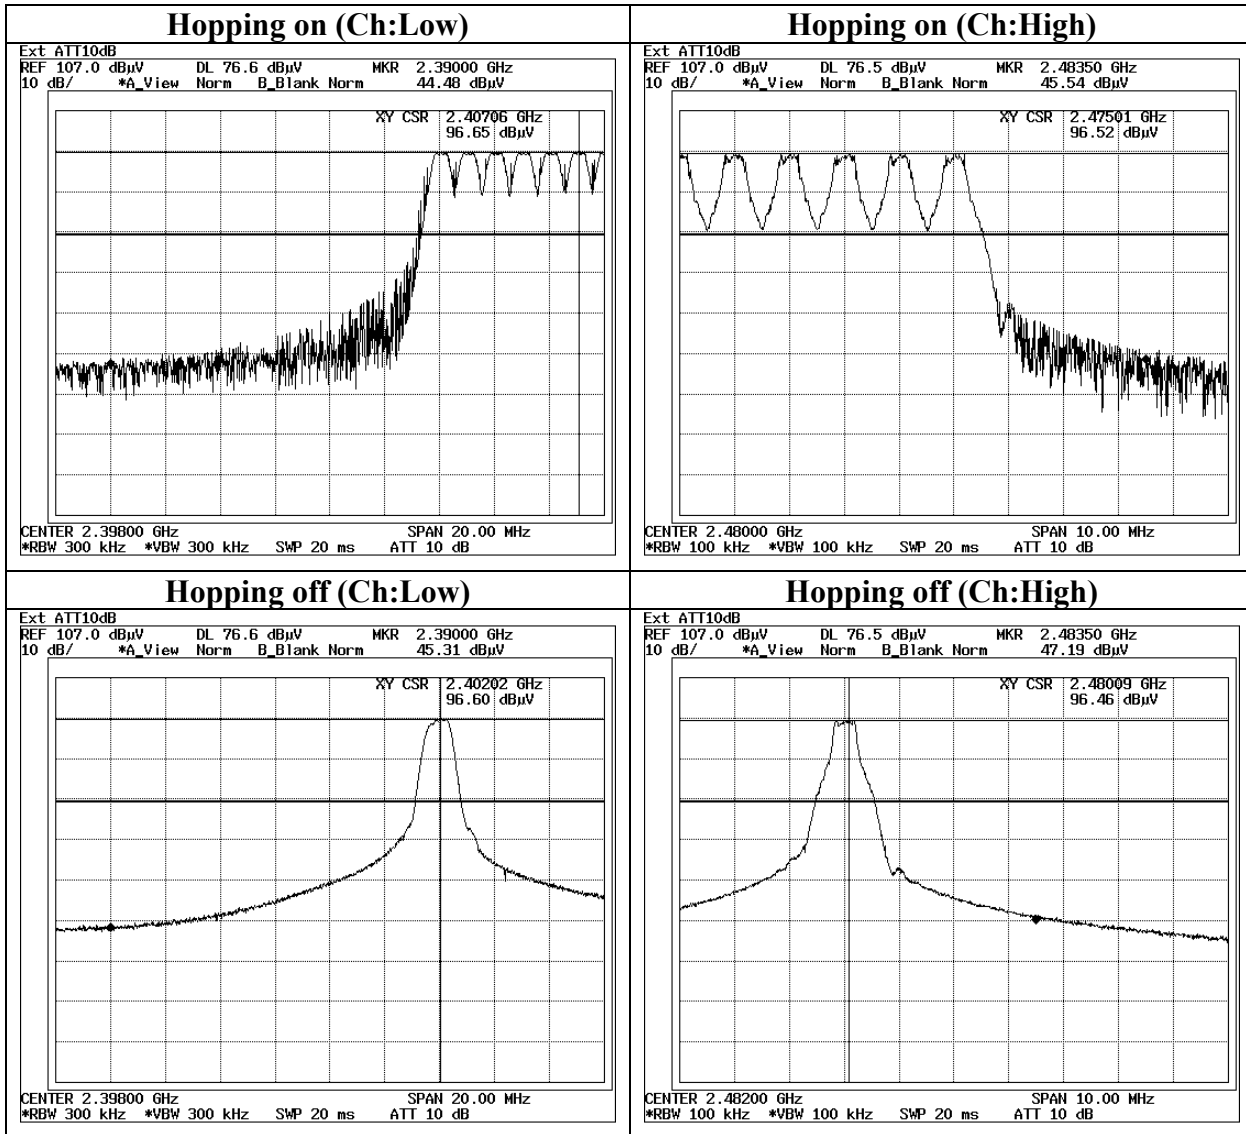 Hopping on (Ch:Low)
Ext ATT10dB
REF 107.0 dBµV DL 76.6 dBµV MKR 2.39000 GHz
10 dB/ *A_View Norm B_Blank Norm 44.48 dBµV
XY CSR 2.40706 GHz
96.65 dBµV
CENTER 2.39800 GHz SPAN 20.00 MHz
*RBW 300 kHz *VBW 300 kHz SWP 20 ms ATT 10 dB
Hopping on (Ch:High)
Ext ATT10dB
REF 107.0 dBµV DL 76.5 dBµV MKR 2.48350 GHz
10 dB/ *A_View Norm B_Blank Norm 45.54 dBµV
XY CSR 2.47501 GHz
96.52 dBµV
CENTER 2.48000 GHz SPAN 10.00 MHz
*RBW 100 kHz *VBW 100 kHz SWP 20 ms ATT 10 dB
Hopping off (Ch:Low)
Ext ATT10dB
REF 107.0 dBµV DL 76.6 dBµV MKR 2.39000 GHz
10 dB/ *A_View Norm B_Blank Norm 45.31 dBµV
XY CSR 2.40202 GHz
96.60 dBµV
CENTER 2.39800 GHz SPAN 20.00 MHz
*RBW 300 kHz *VBW 300 kHz SWP 20 ms ATT 10 dB
Hopping off (Ch:High)
Ext ATT10dB
REF 107.0 dBµV DL 76.5 dBµV MKR 2.48350 GHz
10 dB/ *A_View Norm B_Blank Norm 47.19 dBµV
XY CSR 2.48009 GHz
96.46 dBµV
CENTER 2.48200 GHz SPAN 10.00 MHz
*RBW 100 kHz *VBW 100 kHz SWP 20 ms ATT 10 dB